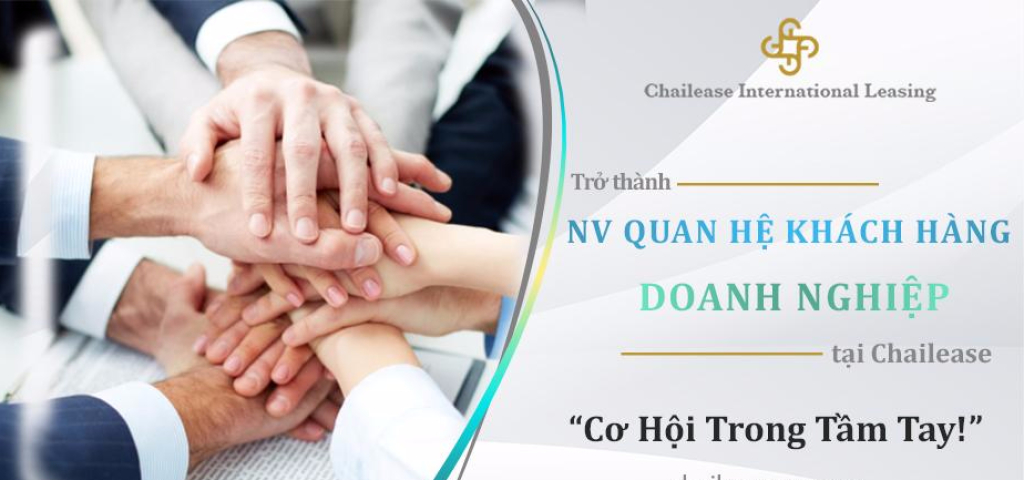 Chailease International Leasing
Trở thành
NV QUAN HỆ KHÁCH HÀNG
DOANH NGHIỆP
tại Chailease
“Cơ Hội Trong Tầm Tay!”